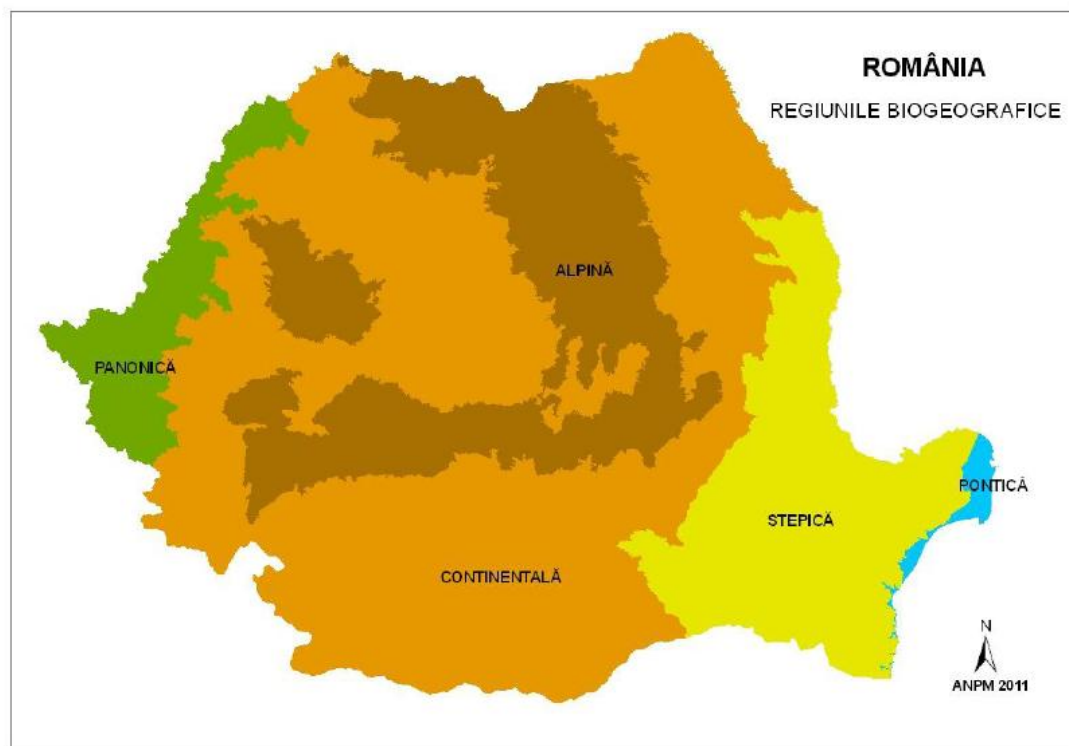 ROMÂNIA
REGIUNILE BIOGEOGRAFICE
ALPINĂ
PANONICĂ
PONTICĂ
STEPICĂ
CONTINENTALĂ
N
ANPM 2011